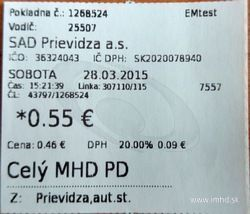 Pokladna č.: 1268524 EMtest
Vodič: 25507
SAD Prievidza a.s.
IČO: 36324043 IČ DPH: SK2020078940
SOBOTA 28.03.2015
Čas: 15:21:39 Linka: 307110/115 7557
ČL: 43797/1268524
*0.55 €
Cena: 0.46 € DPH 20.00% 0.09 €
Celý MHD PD
Z: Prievidza,aut.st.
www.imhd.sk